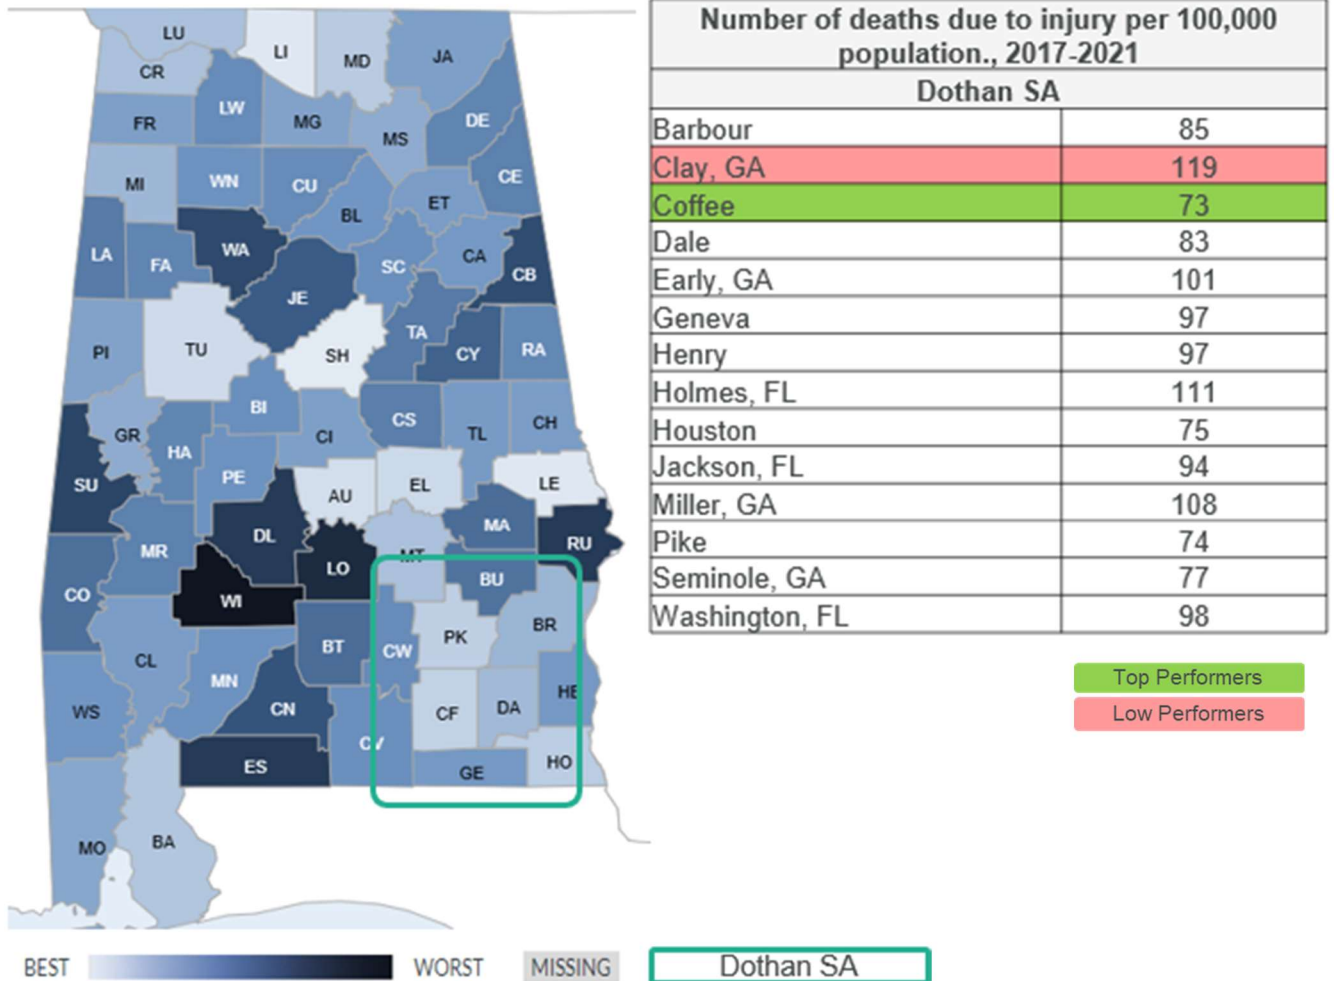 LU
LI
MD
JA
CR
LW
FR
MG
MS
DE
MI
WN
CU
CE
BL
ET
LA
FA
WA
SC
CA
CB
JE
TA
PI
TU
SH
CY
RA
BI
CS
GR
HA
CI
TL
CH
PE
SU
AU
EL
LE
MR
DL
MA
LO
MT
RU
CO
WI
BU
CL
BT
CW
PK
BR
WS
MN
CN
CF
DA
HE
CV
ES
GE
HO
MO
BA
BEST
WORST
MISSING
Dothan SA
Number of deaths due to injury per 100,000
population., 2017-2021
Dothan SA
Barbour 85
Clay, GA 119
Coffee 73
Dale 83
Early, GA 101
Geneva 97
Henry 97
Holmes, FL 111
Houston 75
Jackson, FL 94
Miller, GA 108
Pike 74
Seminole, GA 77
Washington, FL 98
Top Performers
Low Performers